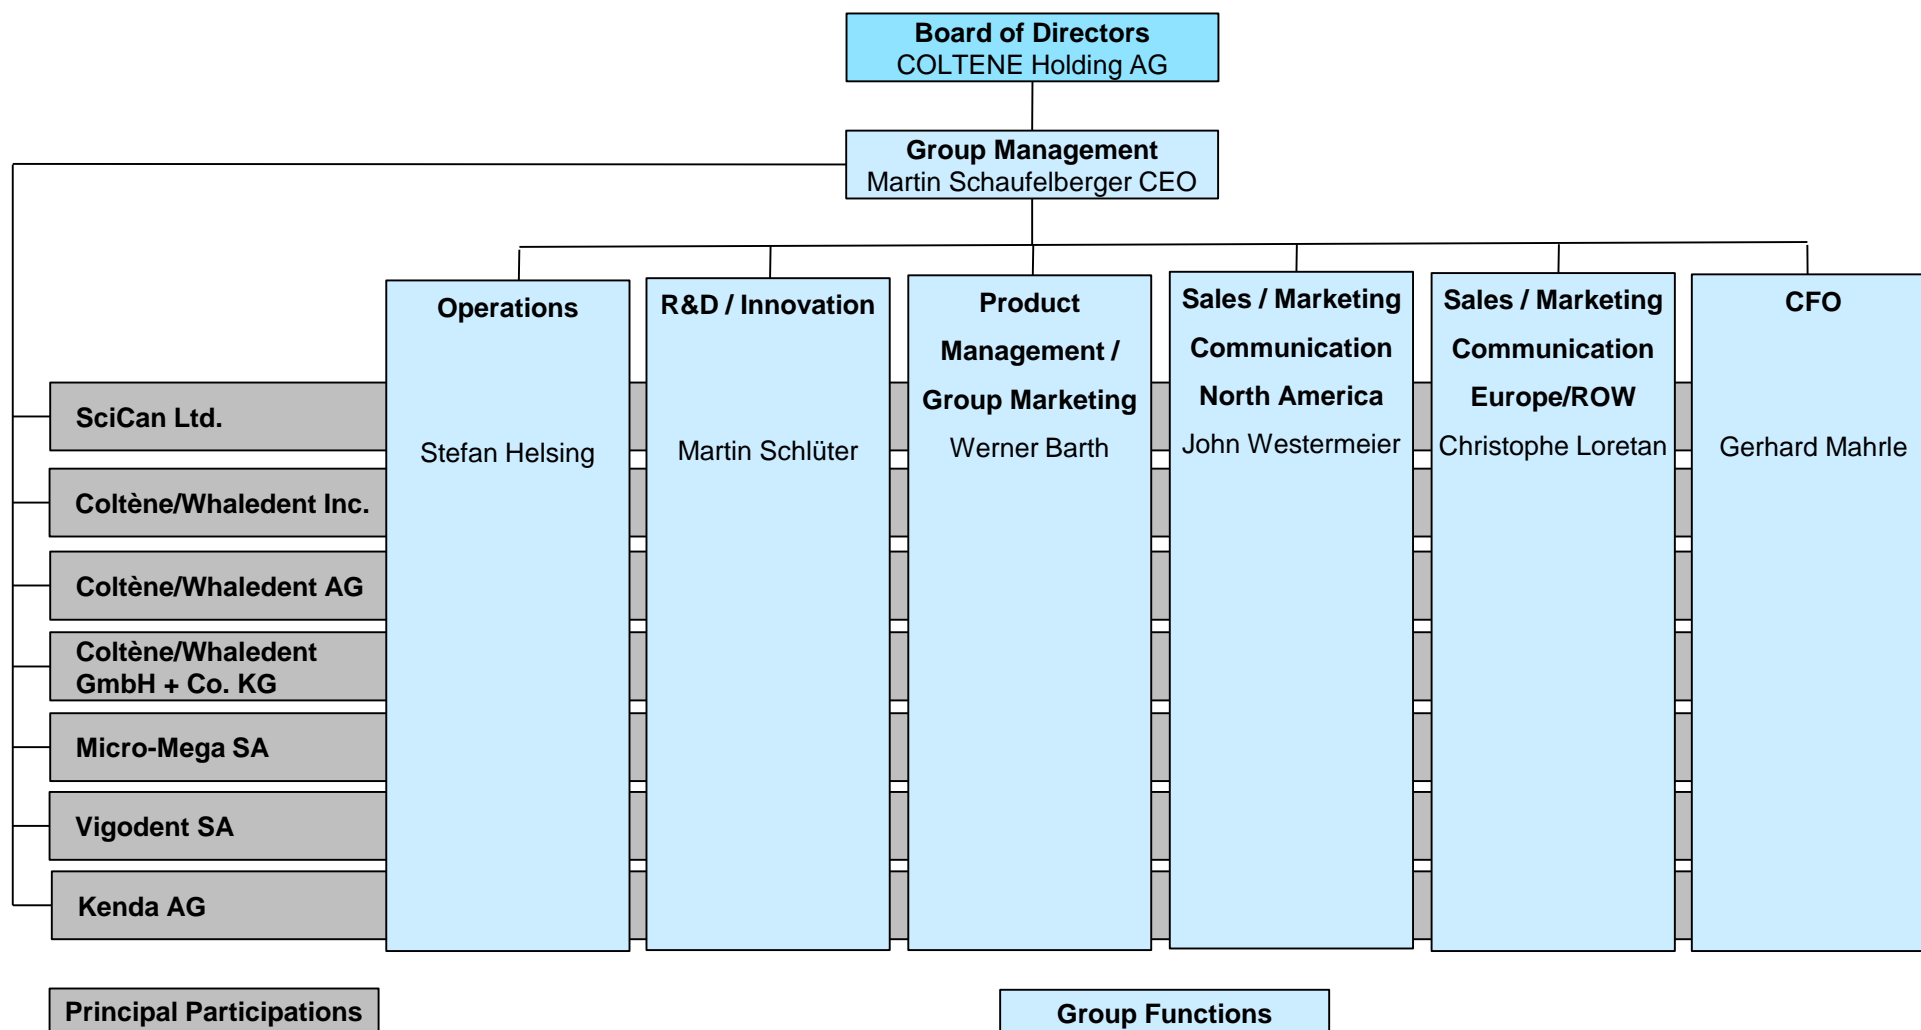 Board of Directors
COLTENE Holding AG
Group Management
Martin Schaufelberger CEO
Operations
Stefan Helsing
R&D / Innovation
Martin Schlüter
Product
Management /
Group Marketing
Werner Barth
Sales / Marketing
Communication
North America
John Westermeier
Sales / Marketing
Communication
Europe/ROW
Christophe Loretan
CFO
Gerhard Mahrle
SciCan Ltd.
Coltène/Whaledent Inc.
Coltène/Whaledent AG
Coltène/Whaledent
GmbH + Co. KG
Micro-Mega SA
Vigodent SA
Kenda AG
Principal Participations
Group Functions